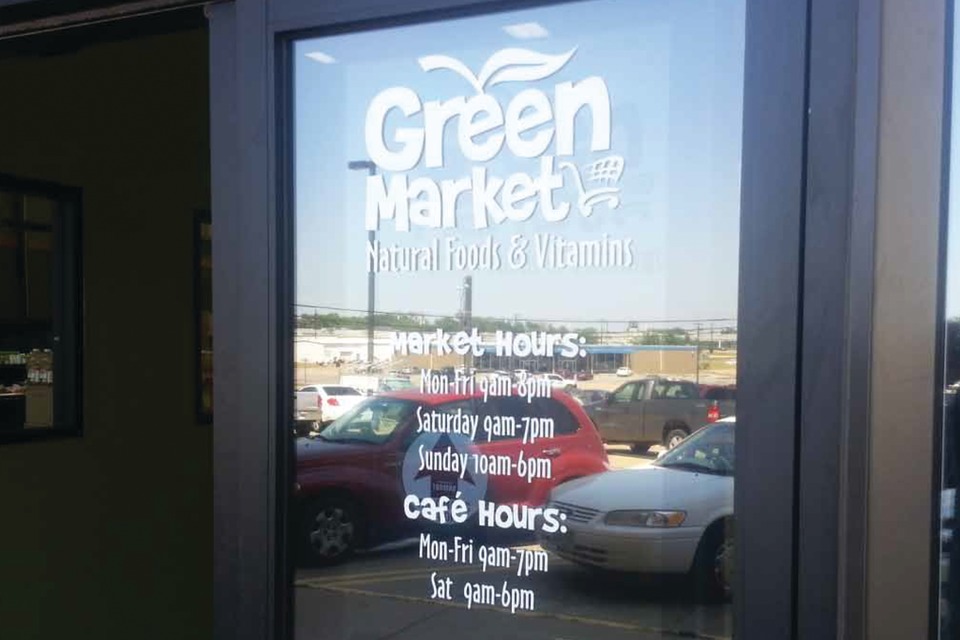 Green
Market
Natural Foods & Vitamins
Market Hours:
Mon-Fri 9am-8pm
Saturday 9am-7pm
Sunday 10am-6pm
Café Hours:
Mon-Fri 9am-7pm
Sat 9am-6pm